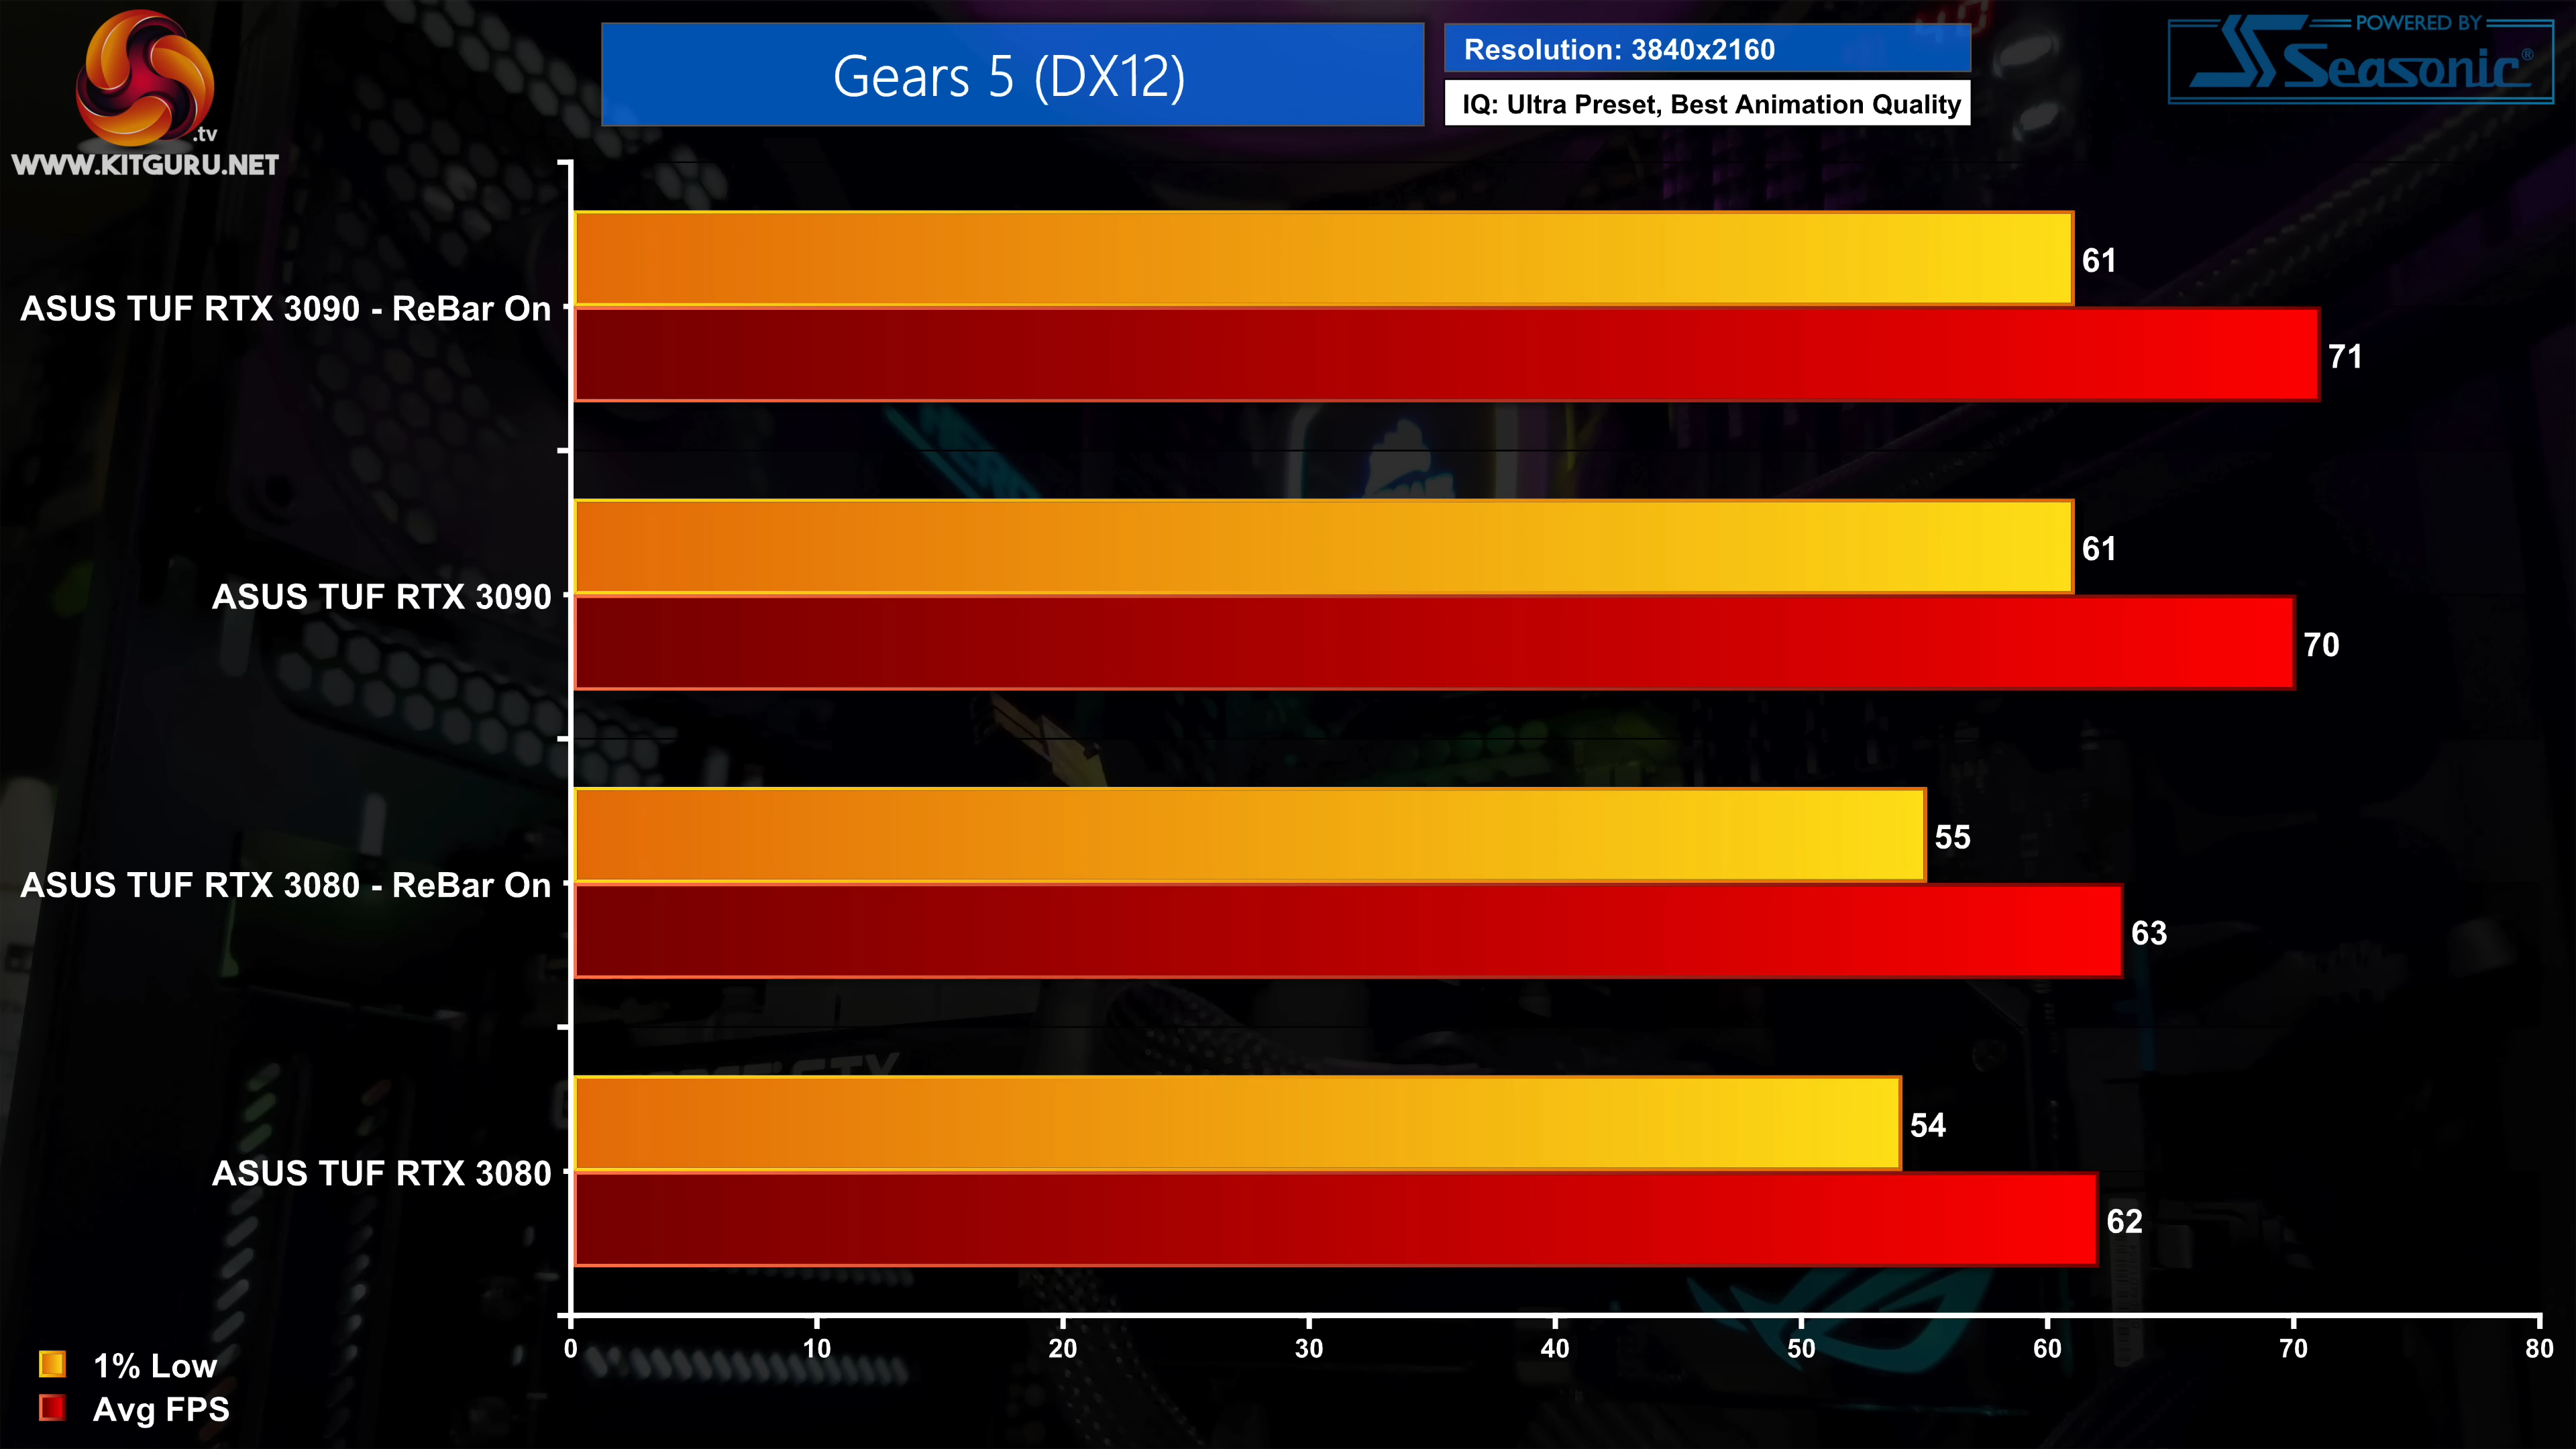 .tv
WWW.KITGURU.NET
Gears 5 (DX12)
Resolution: 3840x2160
IQ: Ultra Preset, Best Animation Quality
POWERED BY
Seasonic®
ASUS TUF RTX 3090 - ReBar On
61
71
ASUS TUF RTX 3090
61
70
ASUS TUF RTX 3080 - ReBar On
55
63
ASUS TUF RTX 3080
54
62
0 10 20 30 40 50 60 70 80
1% Low
Avg FPS